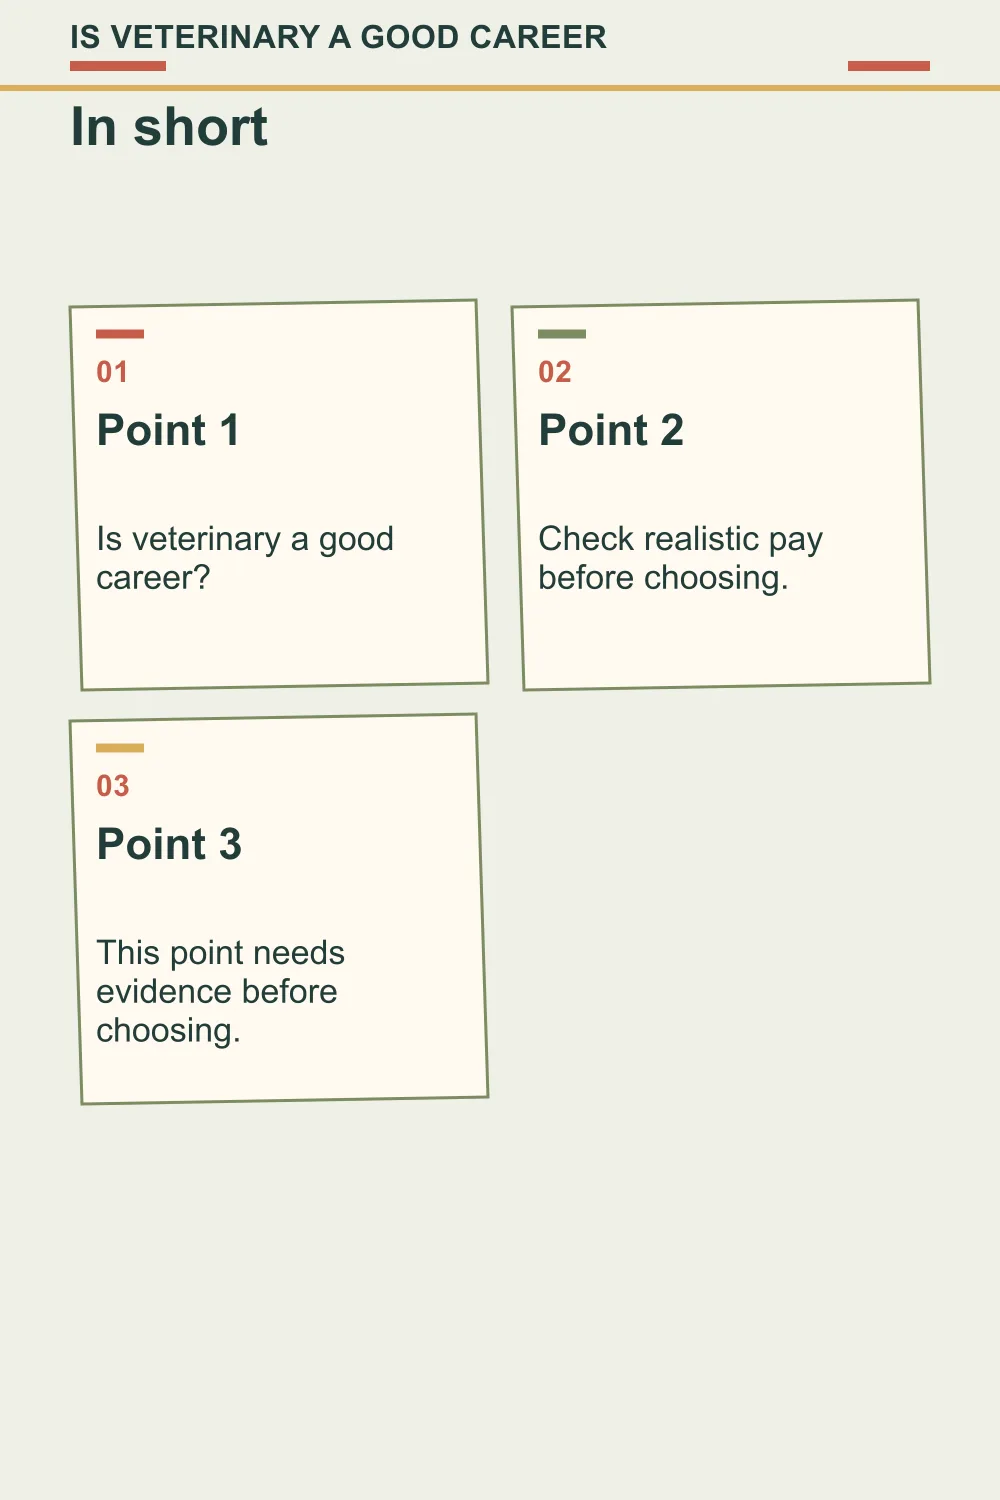 IS VETERINARY A GOOD CAREER
In short
01
Point 1
Is veterinary a good
career?
02
Point 2
Check realistic pay
before choosing.
03
Point 3
This point needs
evidence before
choosing.